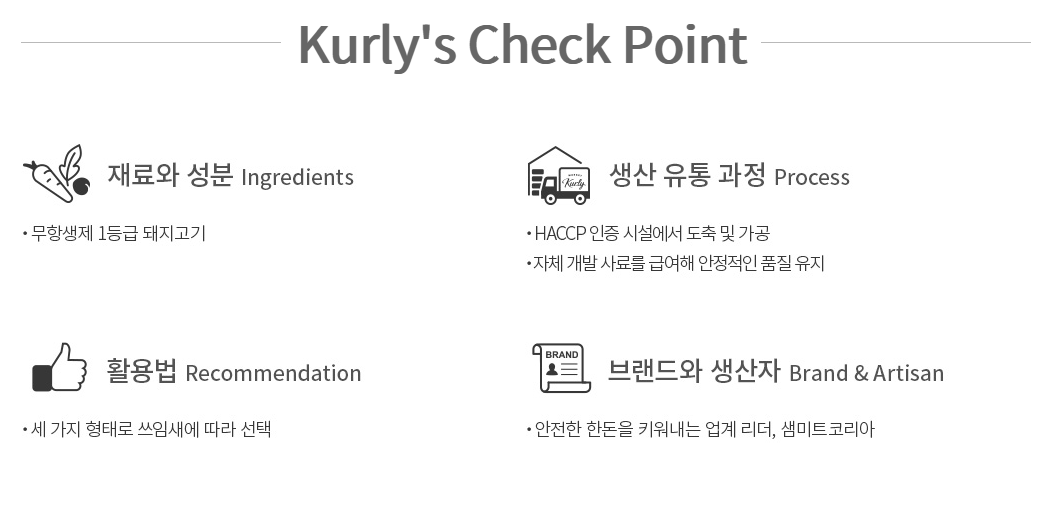 Kurly's Check Point
재료와 성분 Ingredients
• 무항생제 1등급 돼지고기
Kurly
생산 유통 과정 Process
• HACCP 인증 시설에서 도축 및 가공
• 자체 개발 사료를 급여해 안정적인 품질 유지
활용법 Recommendation
• 세 가지 형태로 쓰임새에 따라 선택
BRAND
브랜드와 생산자 Brand & Artisan
• 안전한 한돈을 키워내는 업계 리더, 샘미트코리아